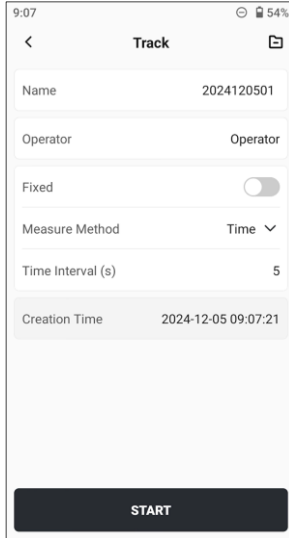 9:07 54%
Track
Name 2024120501
Operator Operator
Fixed
Measure Method Time
Time Interval (s) 5
Creation Time 2024-12-05 09:07:21
START